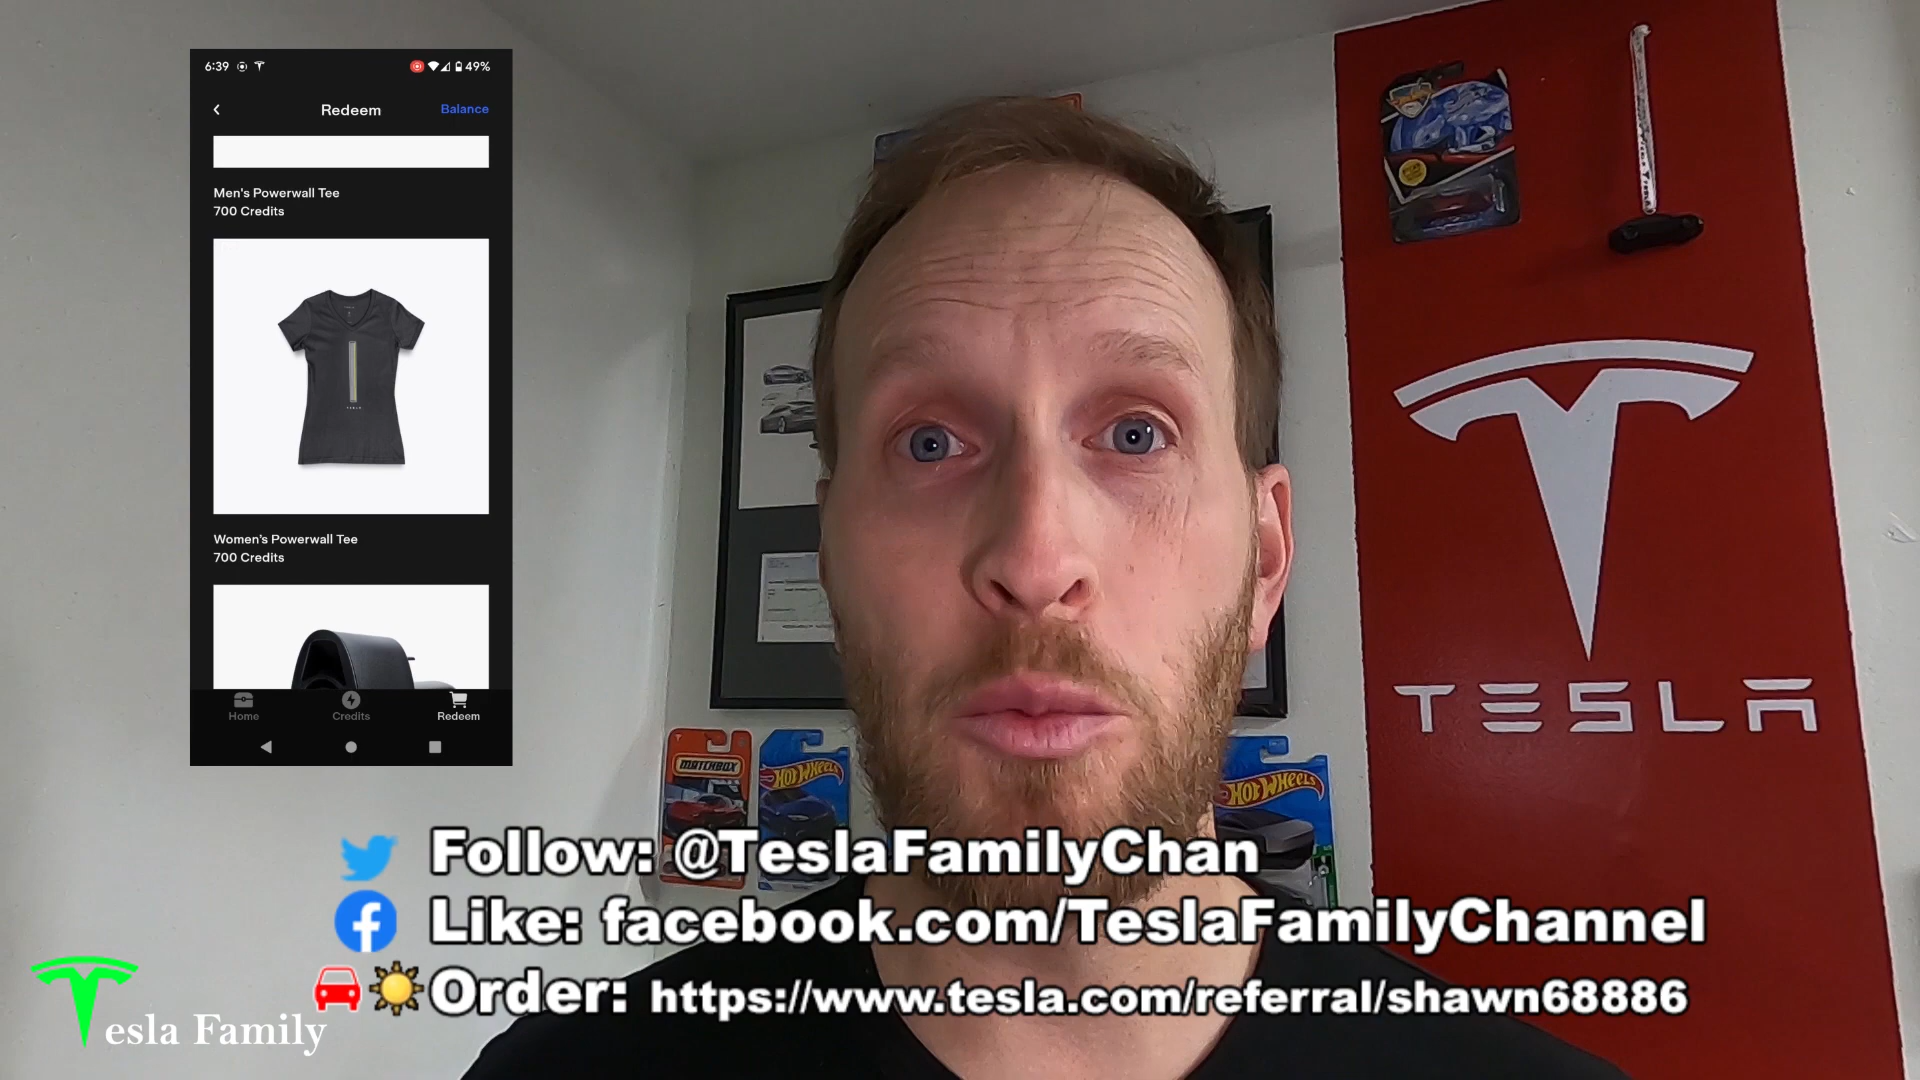 6:39
49%
Redeem
Balance
Men's Powerwall Tee
700 Credits
TESLA
Women's Powerwall Tee
700 Credits
Home
Credits
Redeem
MATCHBOX
HOT WHEELS
HOT WHEELS
TESLA
Follow: @TeslaFamilyChan
Like: facebook.com/TeslaFamilyChannel
Order: https://www.tesla.com/referral/shawn68886
esla Family